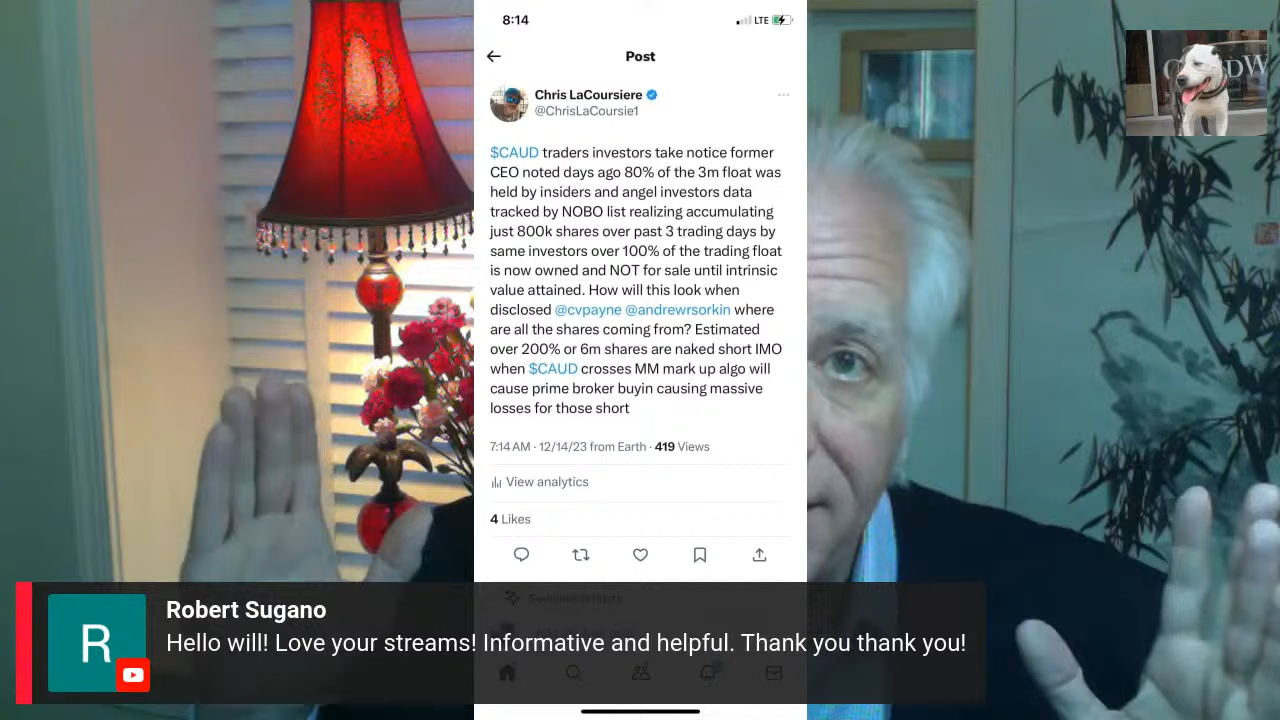 8:14
LTE
Post
Chris LaCoursiere
@ChrisLaCoursie1
$CAUD traders investors take notice former
CEO noted days ago 80% of the 3m float was
held by insiders and angel investors data
tracked by NOBO list realizing accumulating
just 800k shares over past 3 trading days by
same investors over 100% of the trading float
is now owned and NOT for sale until intrinsic
value attained. How will this look when
disclosed @cvpayne @andrewrsorkin where
are all the shares coming from? Estimated
over 200% or 6m shares are naked short IMO
when $CAUD crosses MM mark up algo will
cause prime broker buyin causing massive
losses for those short
7:14 AM · 12/14/23 from Earth · 419 Views
View analytics
4 Likes
R
Robert Sugano
Hello will! Love your streams! Informative and helpful. Thank you thank you!